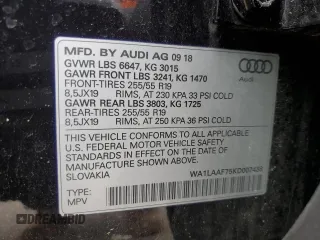 MFD. BY AUDI AG 09 18
GVWR LBS 6647, KG 3015
GAWR FRONT LBS 3241, KG 1470
FRONT-TIRES 255/55 R19
8,5JX19 RIMS, AT 230 KPA 33 PSI COLD
GAWR REAR LBS 3803, KG 1725
REAR-TIRES 255/55 R19
8,5JX19 RIMS, AT 250 KPA 36 PSI COLD
THIS VEHICLE CONFORMS TO ALL APPLICABLE
U.S. FEDERAL MOTOR VEHICLE SAFETY STANDARDS
IN EFFECT ON THE DATE OF MANUFACTURE
SHOWN ABOVE.
SLOVAKIA
TYPE:
MPV
Audi
DREAMBID